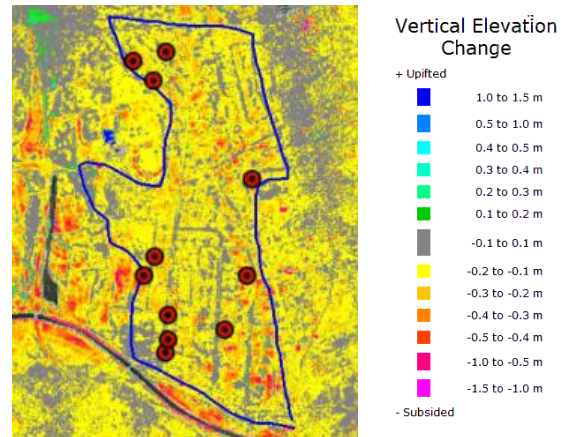 Vertical Elevation
Change
+ Upifted
1.0 to 1.5 m
0.5 to 1.0 m
0.4 to 0.5 m
0.3 to 0.4 m
0.2 to 0.3 m
0.1 to 0.2 m
-0.1 to 0.1 m
-0.2 to -0.1 m
-0.3 to -0.2 m
-0.4 to -0.3 m
-0.5 to -0.4 m
-1.0 to -0.5 m
-1.5 to -1.0 m
- Subsided